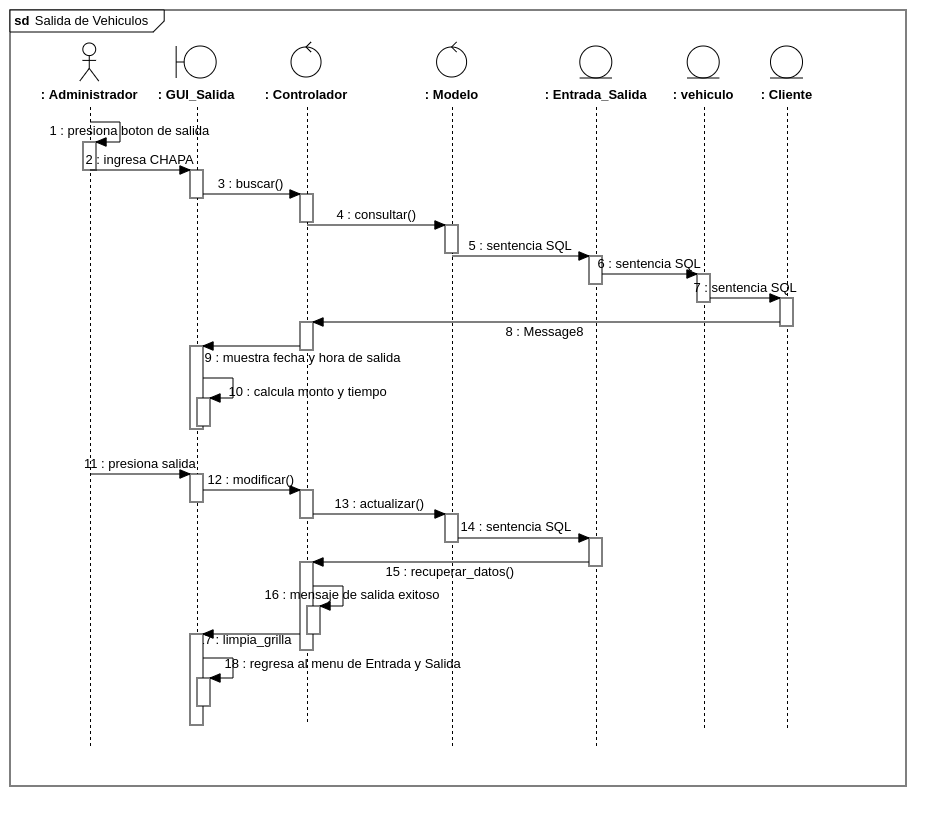 sd Salida de Vehiculos
: Administrador : GUI_Salida : Controlador : Modelo : Entrada_Salida : vehiculo : Cliente
1 : presiona boton de salida
2 : ingresa CHAPA
3 : buscar()
4 : consultar()
5 : sentencia SQL
6 : sentencia SQL
7 : sentencia SQL
8 : Message8
9 : muestra fecha y hora de salida
10 : calcula monto y tiempo
11 : presiona salida
12 : modificar()
13 : actualizar()
14 : sentencia SQL
15 : recuperar_datos()
16 : mensaje de salida exitoso
17 : limpia_grilla
18 : regresa al menu de Entrada y Salida